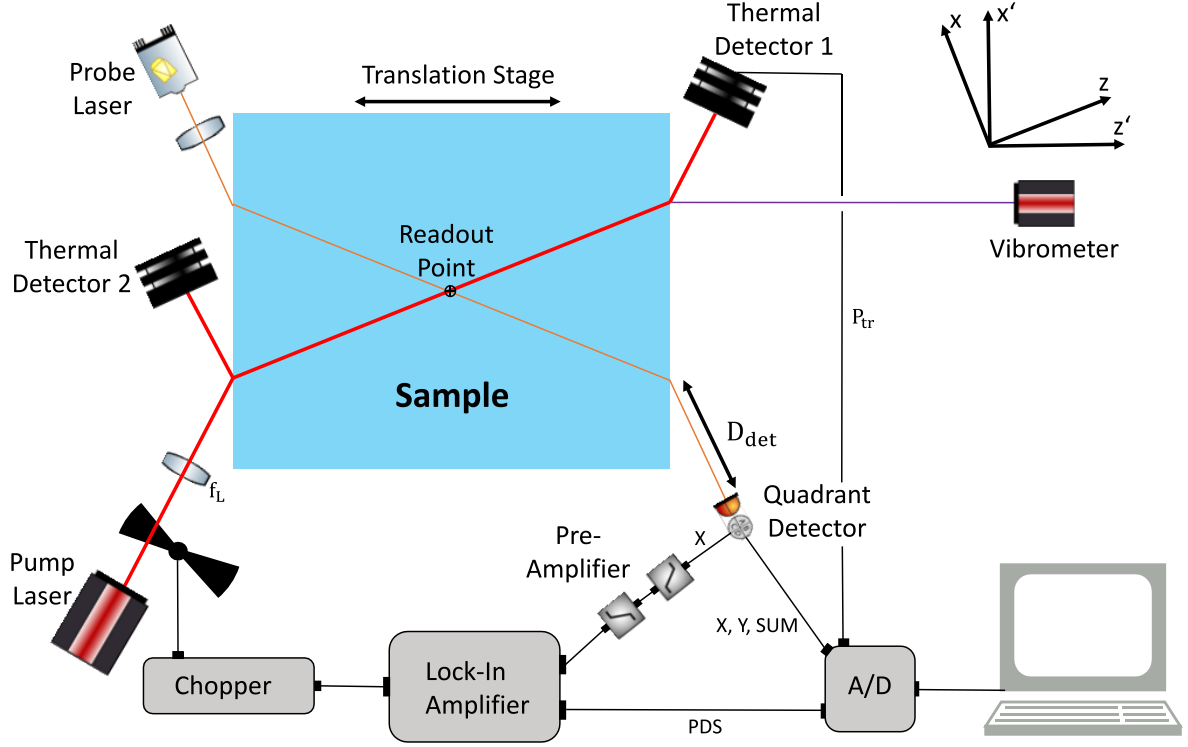 Thermal
Detector 1
x
x‘
z
z‘
Probe
Laser
Translation Stage
Vibrometer
Thermal
Detector 2
Readout
Point
P_tr
Sample
D_det
f_L
Quadrant
Detector
X
Pre-
Amplifier
Pump
Laser
X, Y, SUM
Chopper
Lock-In
Amplifier
A/D
PDS